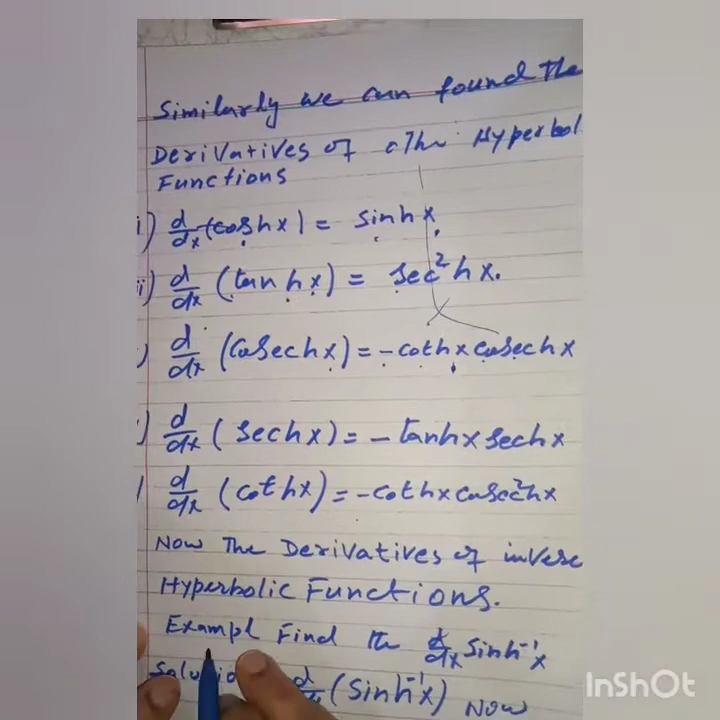 Similarly we can found the
Derivatives of other Hyperbol
Functions
i) d/dx (coshx) = sinhx
ii) d/dx (tanhx) = sec²hx.
) d/dx (cosechx) = -cothx cosechx
) d/dx (sechx) = -tanhx sechx
) d/dx (cothx) = -cothx cosec²hx
Now The Derivatives of invese
Hyperbolic Functions.
Exampl Find the d/dx sinh⁻¹x
(sinh⁻¹x) Now
InShOt